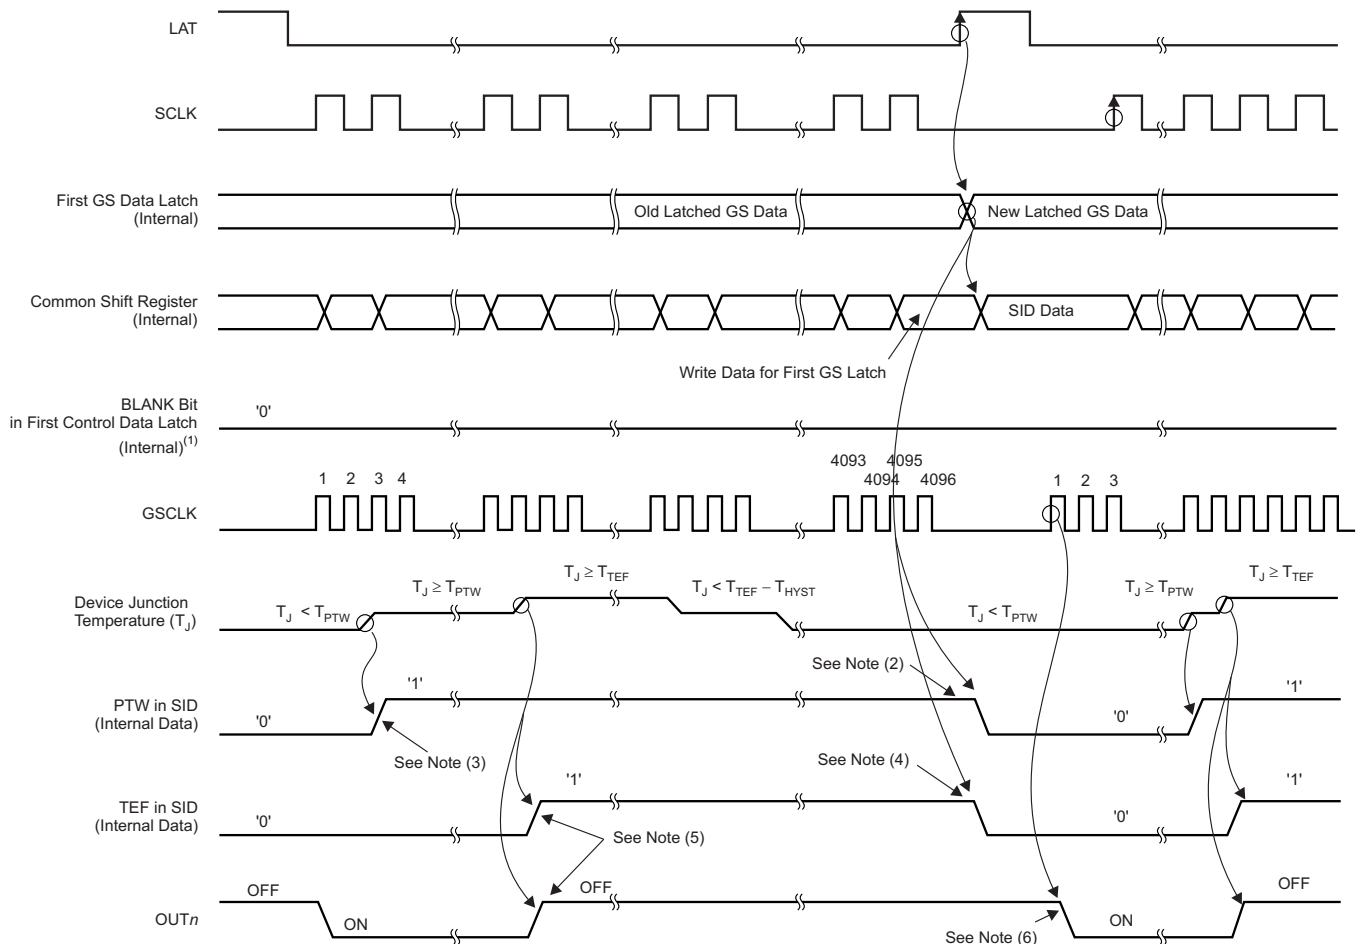 LAT
SCLK
First GS Data Latch
(Internal)
Old Latched GS Data
New Latched GS Data
Common Shift Register
(Internal)
SID Data
Write Data for First GS Latch
BLANK Bit
in First Control Data Latch
(Internal)(1)
'0'
GSCLK
1 2 3 4
4093 4095
4094 4096
1 2 3
Device Junction
Temperature (TJ)
TJ < TPTW
TJ ≥ TPTW
TJ ≥ TTEF
TJ < TTEF – THYST
TJ < TPTW
TJ ≥ TPTW
TJ ≥ TTEF
PTW in SID
(Internal Data)
'0'
'1'
See Note (3)
See Note (2)
'0'
'1'
TEF in SID
(Internal Data)
'0'
'1'
See Note (5)
See Note (4)
'0'
'1'
OUTn
OFF
ON
OFF
See Note (6)
ON
OFF